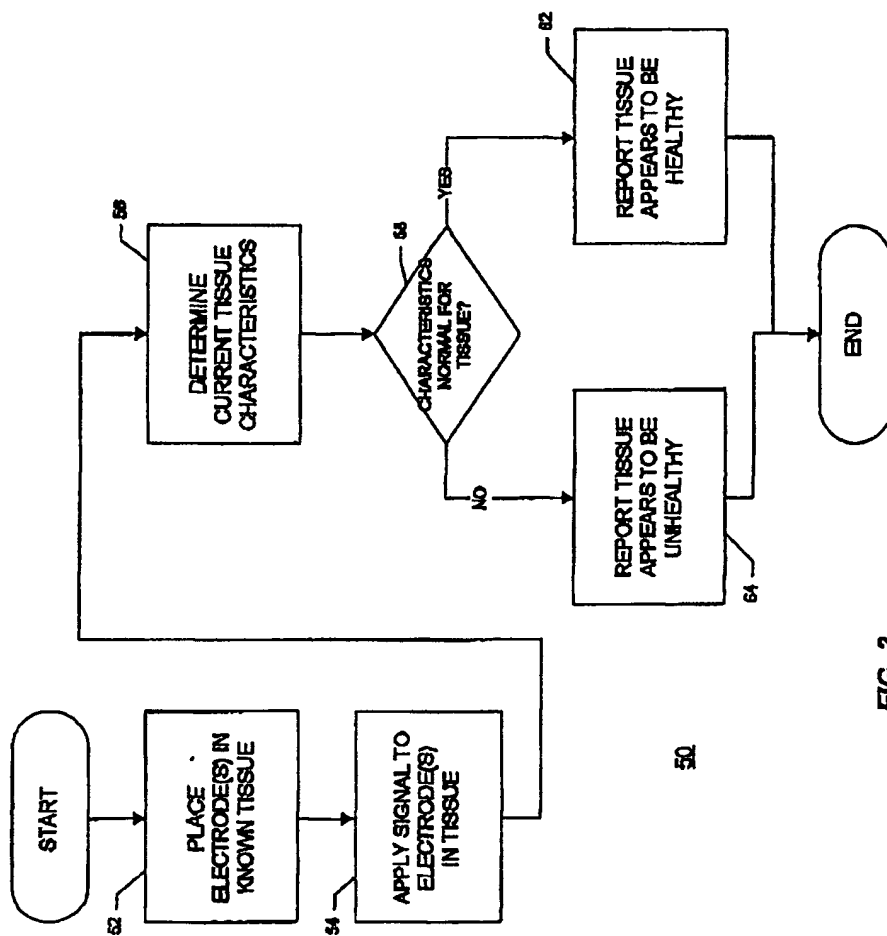 START
52
PLACE
ELECTRODE(S) IN
KNOWN TISSUE
54
APPLY SIGNAL TO
ELECTRODE(S)
IN TISSUE
56
DETERMINE
CURRENT TISSUE
CHARACTERISTICS
58
CHARACTERISTICS
NORMAL FOR
TISSUE?
NO
YES
62
REPORT TISSUE
APPEARS TO BE
HEALTHY
64
REPORT TISSUE
APPEARS TO BE
UNHEALTHY
END
50
FIG.